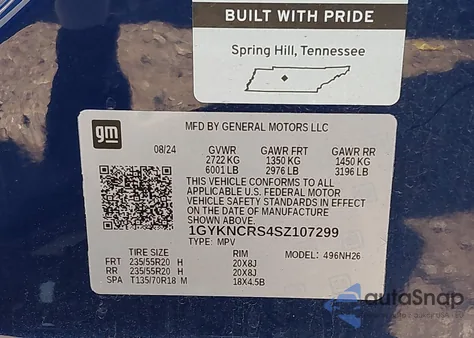 BUILT WITH PRIDE
Spring Hill, Tennessee
gm
MFD BY GENERAL MOTORS LLC
08/24 GVWR GAWR FRT GAWR RR
2722 KG 1350 KG 1450 KG
6001 LB 2976 LB 3196 LB
THIS VEHICLE CONFORMS TO ALL
APPLICABLE U.S. FEDERAL MOTOR
VEHICLE SAFETY STANDARDS IN EFFECT
ON THE DATE OF MANUFACTURE
SHOWN ABOVE.
1GYKNCRS4SZ107299
TYPE: MPV
TIRE SIZE RIM MODEL: 496NH26
FRT 235/55R20 H 20X8J
RR 235/55R20 H 20X8J
SPA T135/70R18 M 18X4.5B
autoSnap